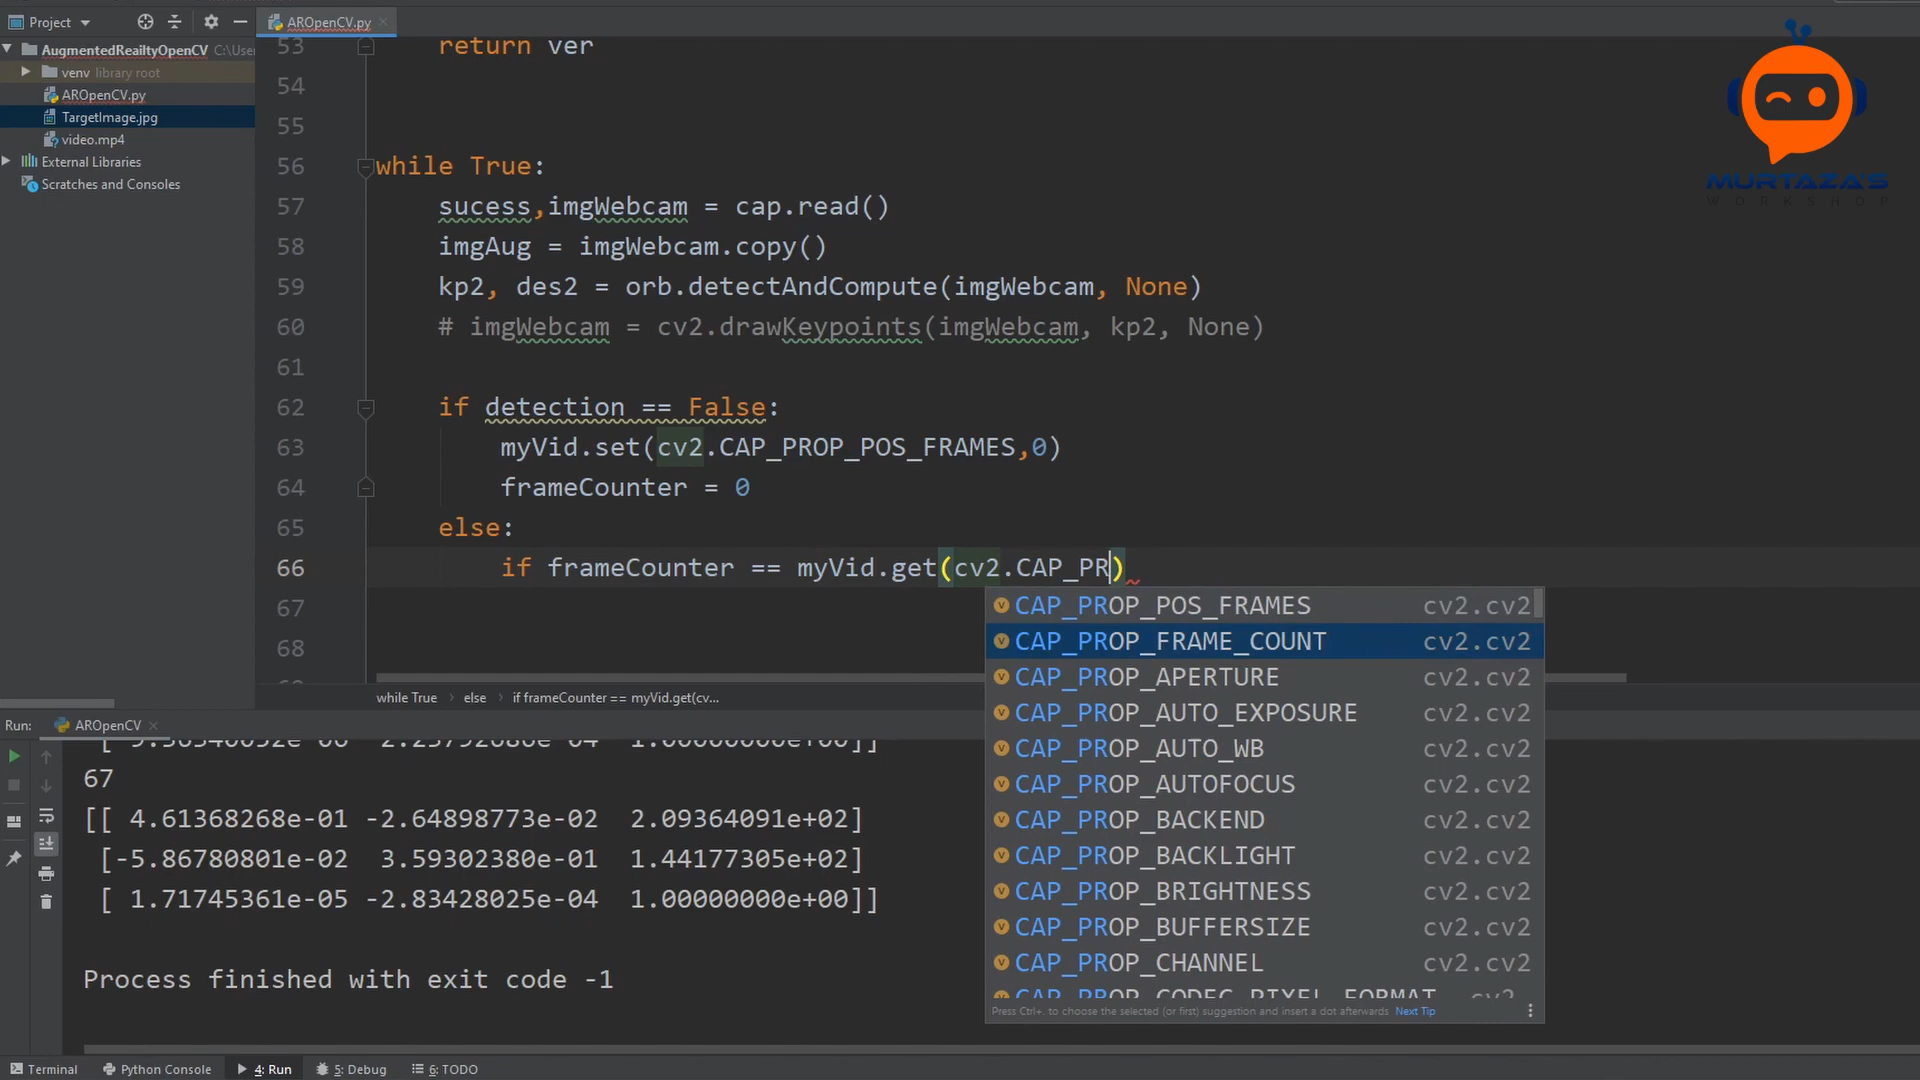 Project
AROpenCV.py
AugmentedReailtyOpenCV C:\User
venv library root
AROpenCV.py
TargetImage.jpg
video.mp4
External Libraries
Scratches and Consoles
MURTAZA'S
WORKSHOP
53 return ver
54
55
56 while True:
57 sucess,imgWebcam = cap.read()
58 imgAug = imgWebcam.copy()
59 kp2, des2 = orb.detectAndCompute(imgWebcam, None)
60 # imgWebcam = cv2.drawKeypoints(imgWebcam, kp2, None)
61
62 if detection == False:
63 myVid.set(cv2.CAP_PROP_POS_FRAMES,0)
64 frameCounter = 0
65 else:
66 if frameCounter == myVid.get(cv2.CAP_PR)
67
68
CAP_PROP_POS_FRAMES cv2.cv2
CAP_PROP_FRAME_COUNT cv2.cv2
CAP_PROP_APERTURE cv2.cv2
CAP_PROP_AUTO_EXPOSURE cv2.cv2
CAP_PROP_AUTO_WB cv2.cv2
CAP_PROP_AUTOFOCUS cv2.cv2
CAP_PROP_BACKEND cv2.cv2
CAP_PROP_BACKLIGHT cv2.cv2
CAP_PROP_BRIGHTNESS cv2.cv2
CAP_PROP_BUFFERSIZE cv2.cv2
CAP_PROP_CHANNEL cv2.cv2
CAP_PROP_CODEC_PIXEL_FORMAT cv2
Press Ctrl+. to choose the selected (or first) suggestion and insert a dot afterwards Next Tip
while True › else › if frameCounter == myVid.get(cv...
Run: AROpenCV
67
[[ 4.61368268e-01 -2.64898773e-02 2.09364091e+02]
[-5.86780801e-02 3.59302380e-01 1.44177305e+02]
[ 1.71745361e-05 -2.83428025e-04 1.00000000e+00]]
Process finished with exit code -1
Terminal Python Console 4: Run 5: Debug 6: TODO